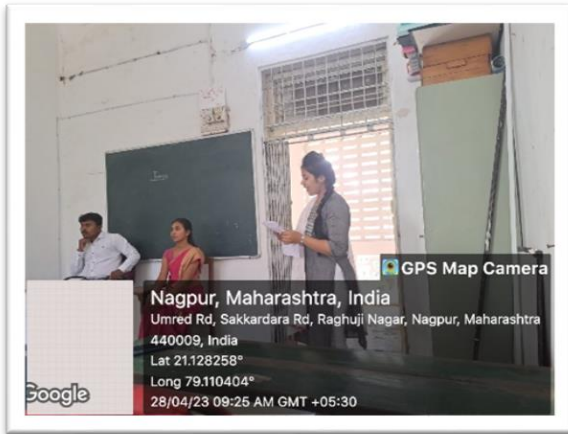 GPS Map Camera
Nagpur, Maharashtra, India
Umred Rd, Sakkardara Rd, Raghuji Nagar, Nagpur, Maharashtra
440009, India
Lat 21.128258°
Long 79.110404°
28/04/23 09:25 AM GMT +05:30
Google